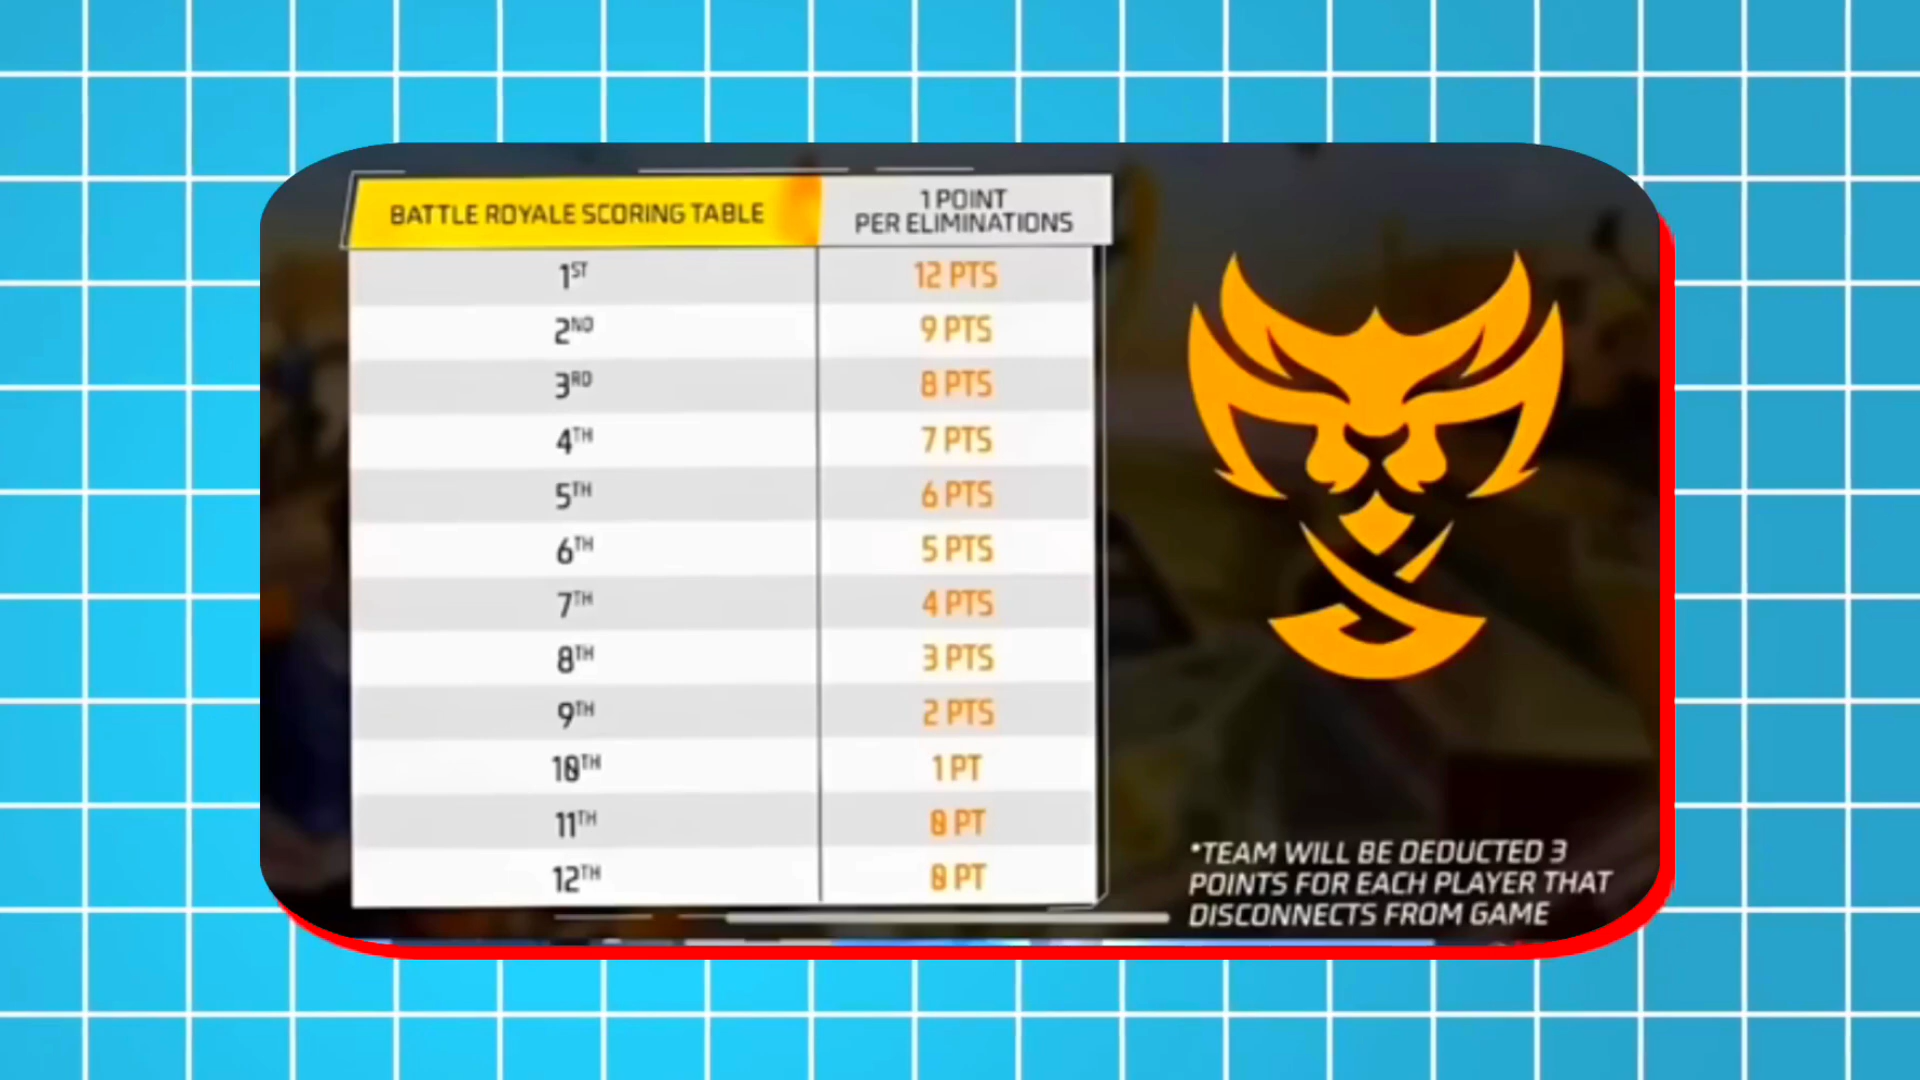 BATTLE ROYALE SCORING TABLE
1 POINT
PER ELIMINATIONS
1ST 12 PTS
2ND 9 PTS
3RD 8 PTS
4TH 7 PTS
5TH 6 PTS
6TH 5 PTS
7TH 4 PTS
8TH 3 PTS
9TH 2 PTS
10TH 1 PT
11TH 0 PT
12TH 0 PT
*TEAM WILL BE DEDUCTED 3
POINTS FOR EACH PLAYER THAT
DISCONNECTS FROM GAME